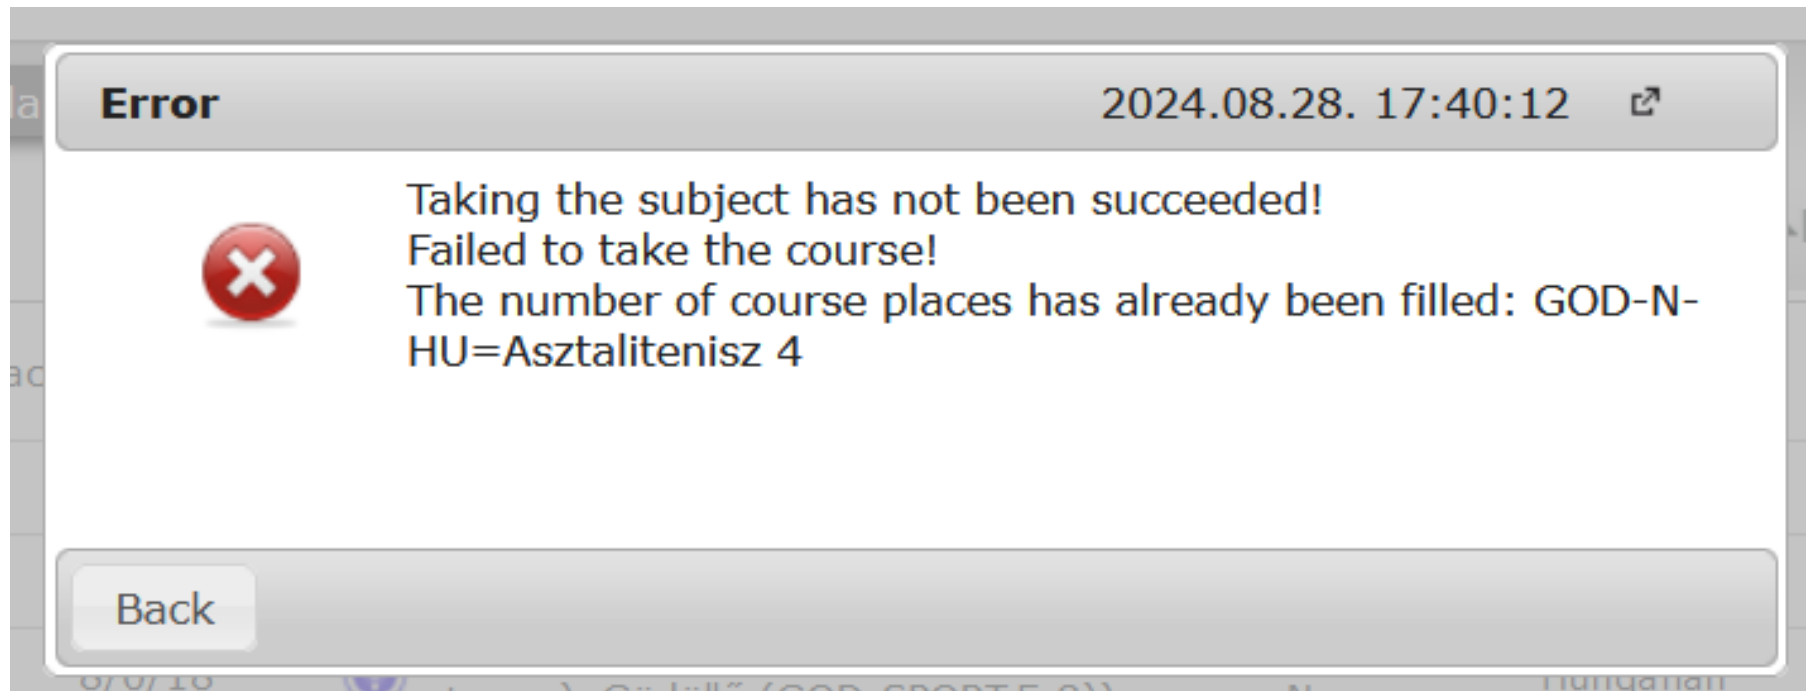 Error 2024.08.28. 17:40:12
Taking the subject has not been succeeded!
Failed to take the course!
The number of course places has already been filled: GOD-N-
HU=Asztalitenisz 4
Back